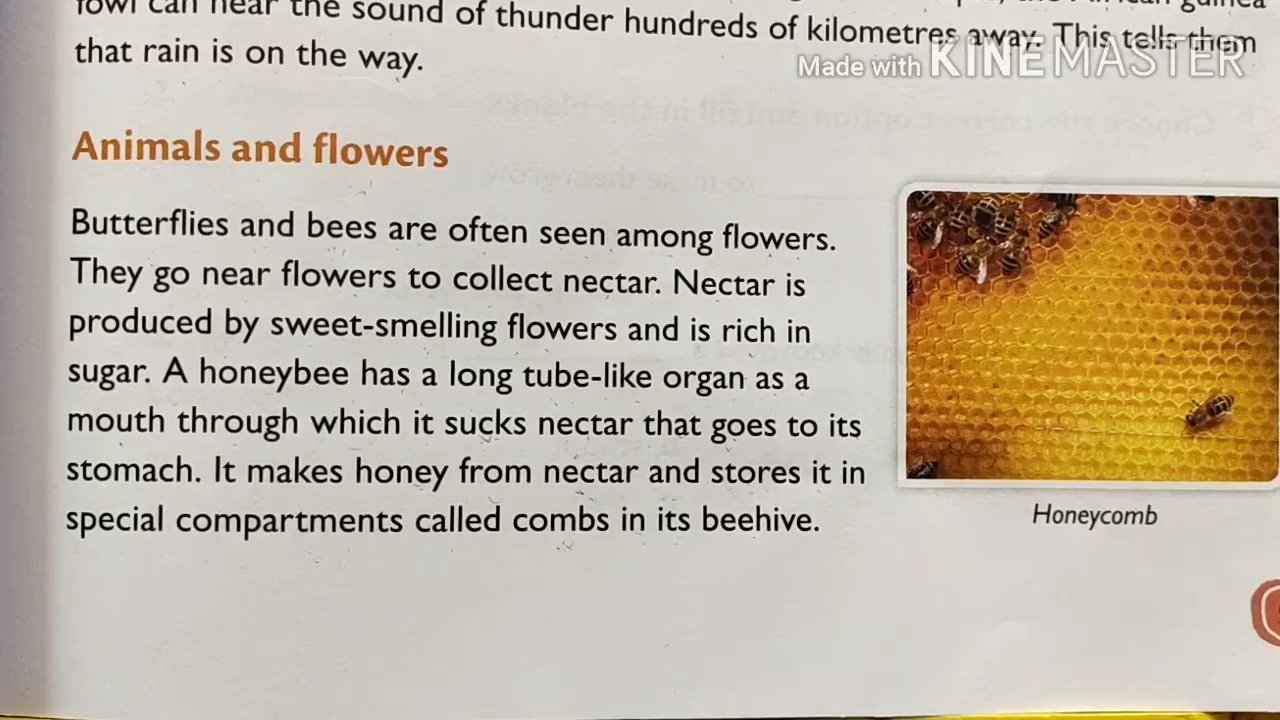 fowl can hear the sound of thunder hundreds of kilometres away. This tells them
that rain is on the way.
Made with KINEMASTER
Animals and flowers
Butterflies and bees are often seen among flowers.
They go near flowers to collect nectar. Nectar is
produced by sweet-smelling flowers and is rich in
sugar. A honeybee has a long tube-like organ as a
mouth through which it sucks nectar that goes to its
stomach. It makes honey from nectar and stores it in
special compartments called combs in its beehive.
Honeycomb